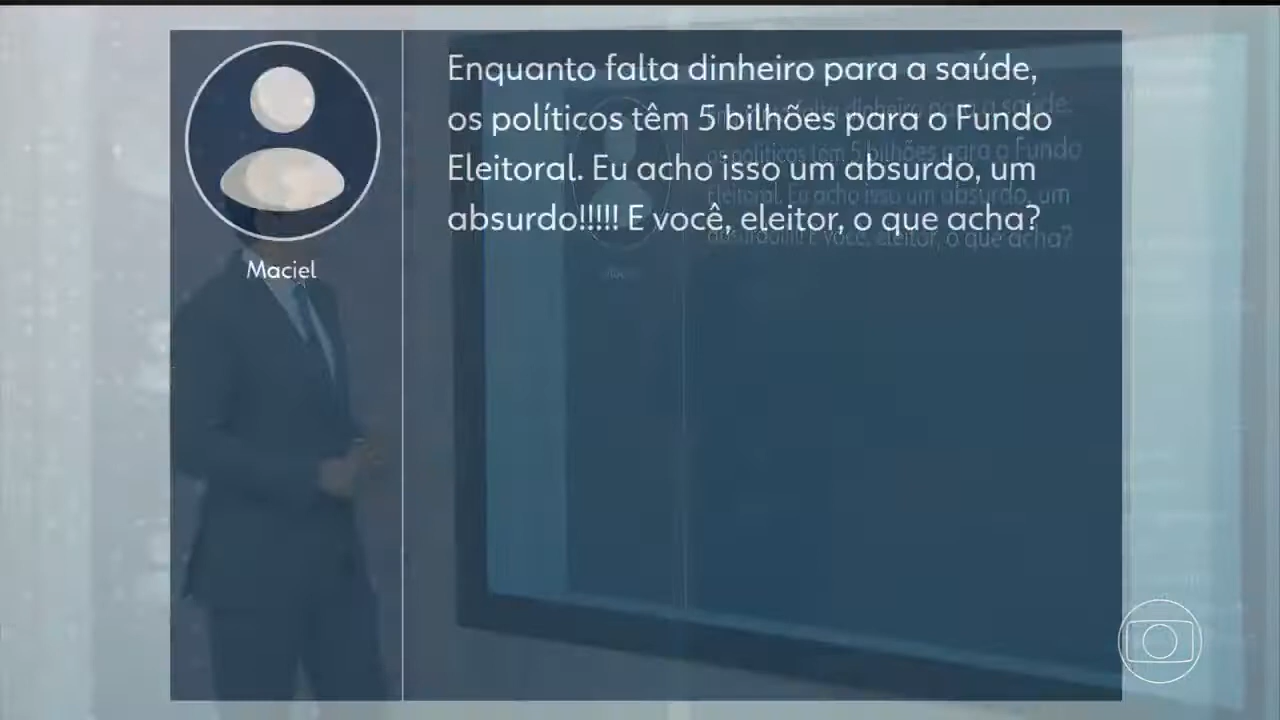 Enquanto falta dinheiro para a saúde,
os políticos têm 5 bilhões para o Fundo
Eleitoral. Eu acho isso um absurdo, um
absurdo!!!!! E você, eleitor, o que acha?
Maciel